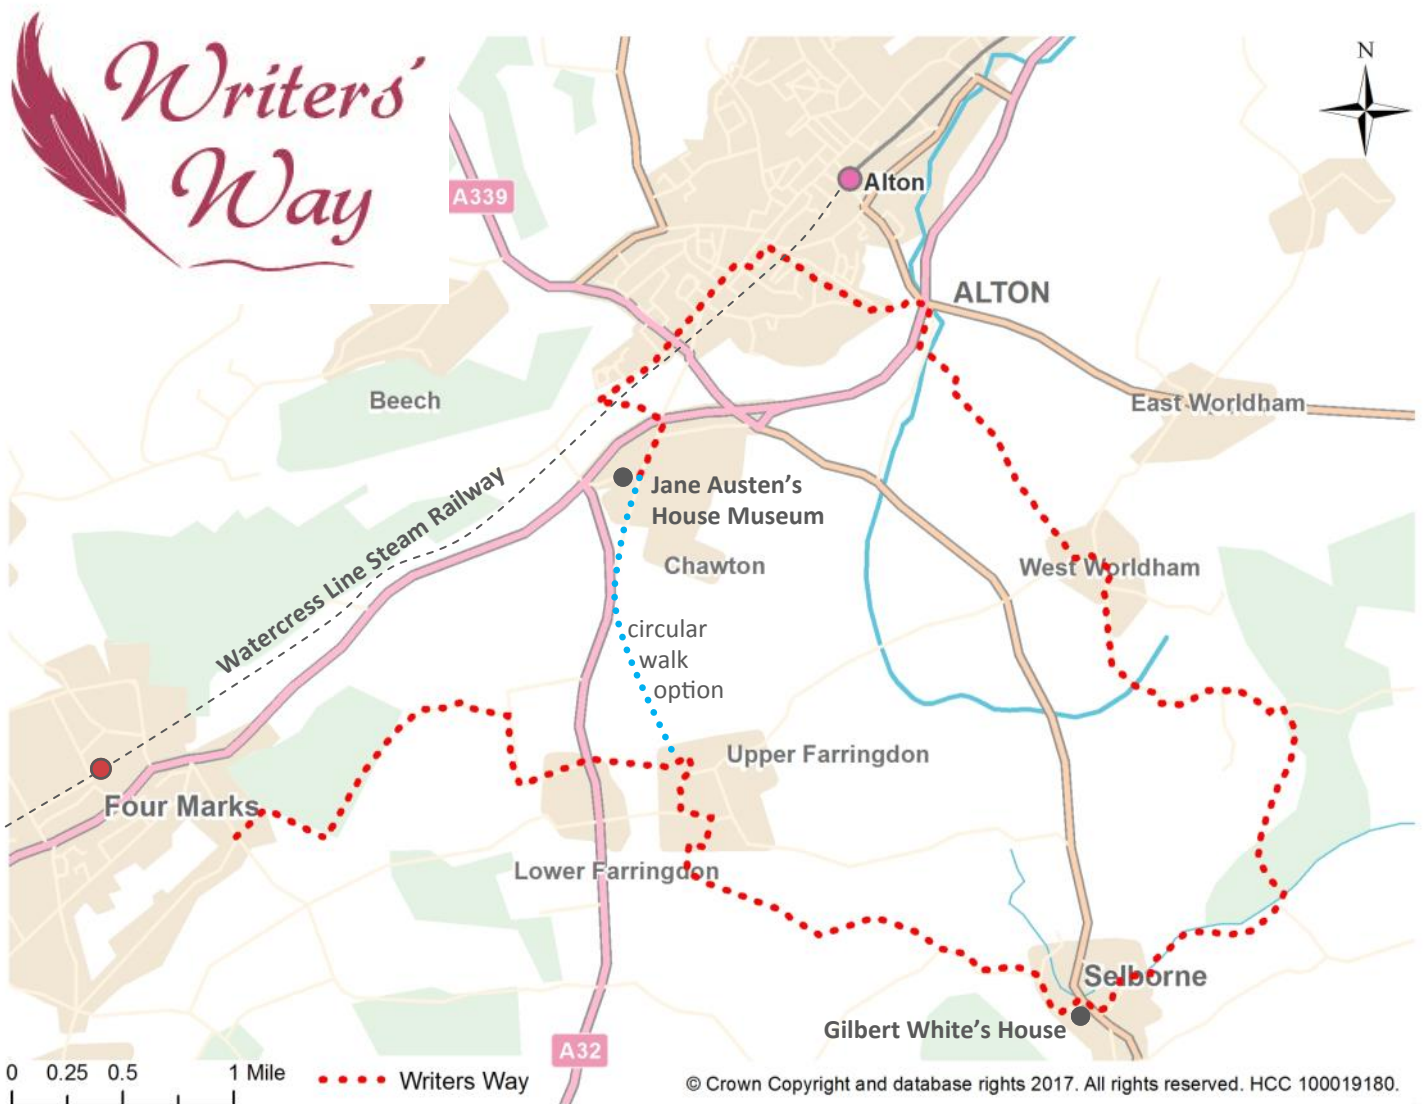 Writers'
Way
N
A339
Alton
ALTON
Beech
East Worldham
Watercress Line Steam Railway
Jane Austen's
House Museum
Chawton
West Worldham
circular
walk
option
Upper Farringdon
Four Marks
Lower Farringdon
Selborne
Gilbert White's House
A32
0 0.25 0.5 1 Mile
Writers Way
© Crown Copyright and database rights 2017. All rights reserved. HCC 100019180.